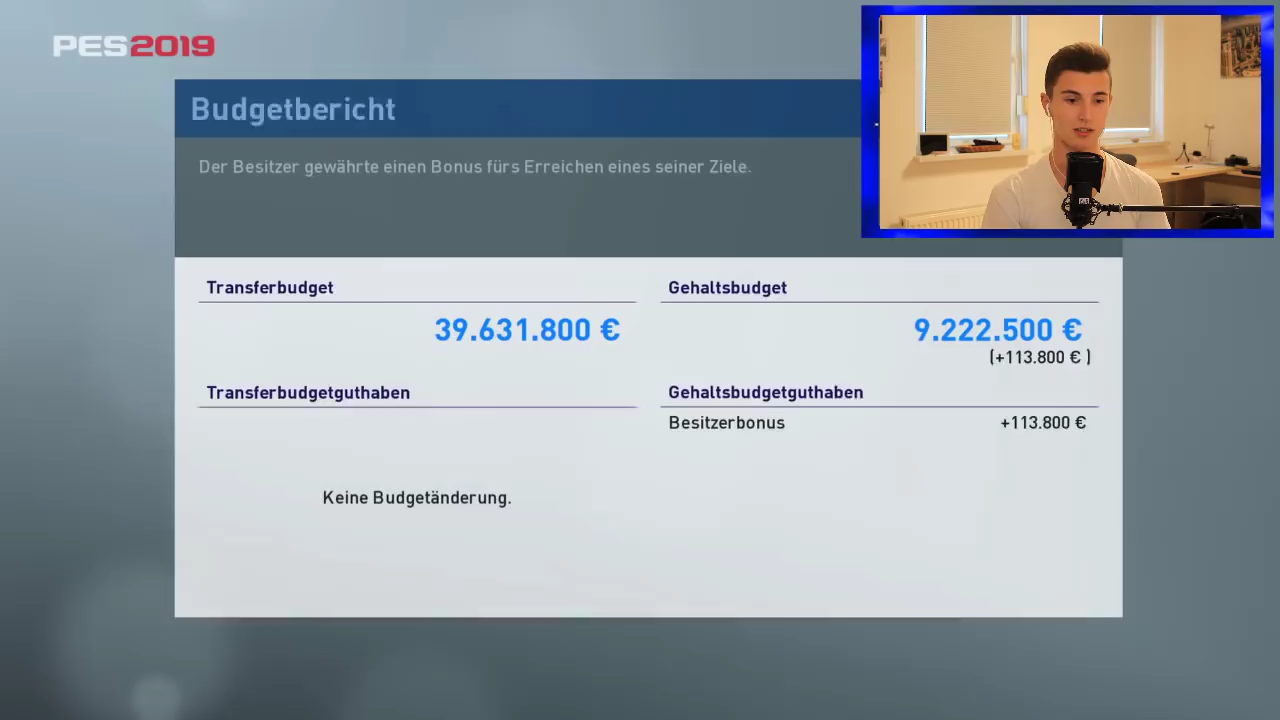 PES2019
Budgetbericht
Der Besitzer gewährte einen Bonus fürs Erreichen eines seiner Ziele.
Transferbudget
39.631.800 €
Gehaltsbudget
9.222.500 €
(+113.800 € )
Transferbudgetguthaben
Keine Budgetänderung.
Gehaltsbudgetguthaben
Besitzerbonus +113.800 €